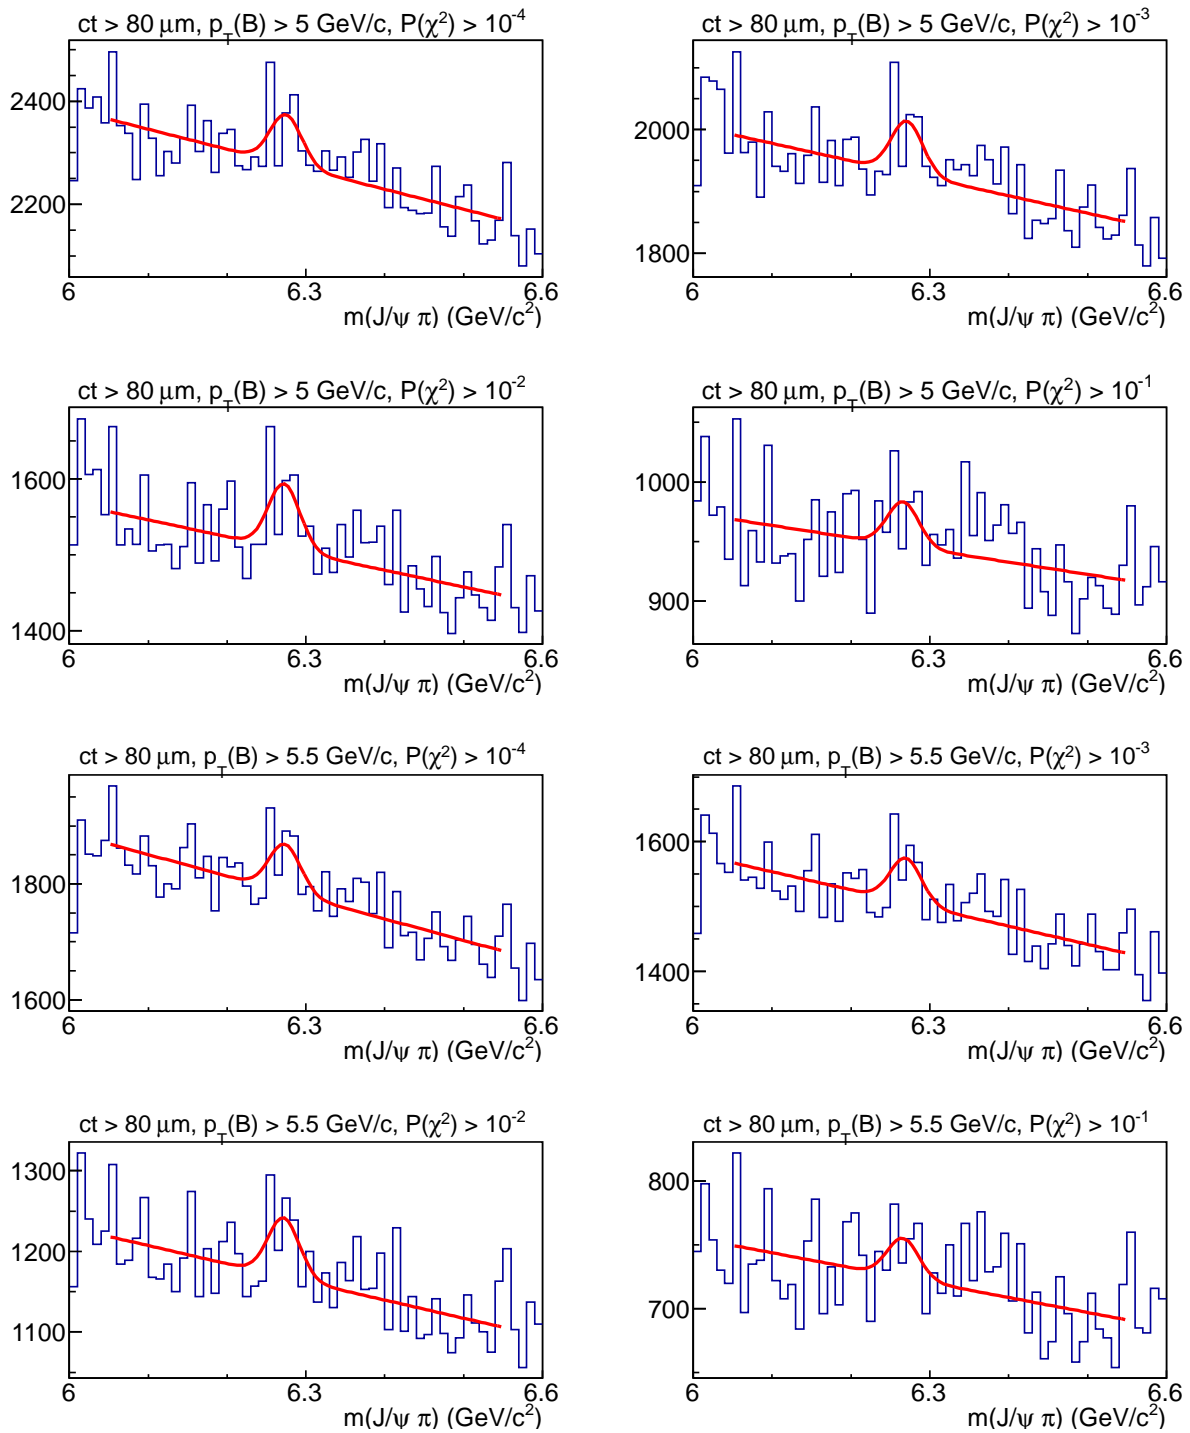 ct > 80 μm, p_T(B) > 5 GeV/c, P(χ²) > 10⁻⁴
2400
2200
6 6.3 6.6
m(J/ψ π) (GeV/c²)
ct > 80 μm, p_T(B) > 5 GeV/c, P(χ²) > 10⁻³
2000
1800
6 6.3 6.6
m(J/ψ π) (GeV/c²)
ct > 80 μm, p_T(B) > 5 GeV/c, P(χ²) > 10⁻²
1600
1400
6 6.3 6.6
m(J/ψ π) (GeV/c²)
ct > 80 μm, p_T(B) > 5 GeV/c, P(χ²) > 10⁻¹
1000
900
6 6.3 6.6
m(J/ψ π) (GeV/c²)
ct > 80 μm, p_T(B) > 5.5 GeV/c, P(χ²) > 10⁻⁴
1800
1600
6 6.3 6.6
m(J/ψ π) (GeV/c²)
ct > 80 μm, p_T(B) > 5.5 GeV/c, P(χ²) > 10⁻³
1600
1400
6 6.3 6.6
m(J/ψ π) (GeV/c²)
ct > 80 μm, p_T(B) > 5.5 GeV/c, P(χ²) > 10⁻²
1300
1200
1100
6 6.3 6.6
m(J/ψ π) (GeV/c²)
ct > 80 μm, p_T(B) > 5.5 GeV/c, P(χ²) > 10⁻¹
800
700
6 6.3 6.6
m(J/ψ π) (GeV/c²)